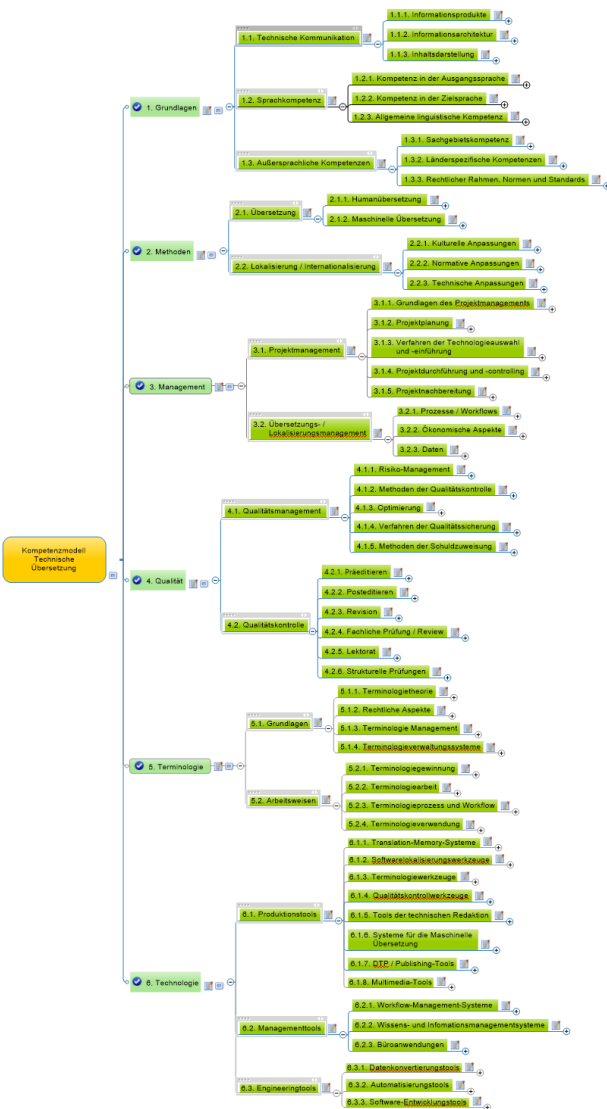 Kompetenzmodell
Technische
Übersetzung
1. Grundlagen
1.1. Technische Kommunikation
1.1.1. Informationsprodukte
1.1.2. Informationsarchitektur
1.1.3. Inhaltsdarstellung
1.2. Sprachkompetenz
1.2.1. Kompetenz in der Ausgangssprache
1.2.2. Kompetenz in der Zielsprache
1.2.3. Allgemeine linguistische Kompetenz
1.3. Außersprachliche Kompetenzen
1.3.1. Sachgebietskompetenz
1.3.2. Länderspezifische Kompetenzen
1.3.3. Rechtlicher Rahmen, Normen und Standards
2. Methoden
2.1. Übersetzung
2.1.1. Humanübersetzung
2.1.2. Maschinelle Übersetzung
2.2. Lokalisierung / Internationalisierung
2.2.1. Kulturelle Anpassungen
2.2.2. Normative Anpassungen
2.2.3. Technische Anpassungen
3. Management
3.1. Projektmanagement
3.1.1. Grundlagen des Projektmanagements
3.1.2. Projektplanung
3.1.3. Verfahren der Technologieauswahl
und -einführung
3.1.4. Projektdurchführung und -controlling
3.1.5. Projektnachbereitung
3.2. Übersetzungs- /
Lokalisierungsmanagement
3.2.1. Prozesse / Workflows
3.2.2. Ökonomische Aspekte
3.2.3. Daten
4. Qualität
4.1. Qualitätsmanagement
4.1.1. Risiko-Management
4.1.2. Methoden der Qualitätskontrolle
4.1.3. Optimierung
4.1.4. Verfahren der Qualitätssicherung
4.1.5. Methoden der Schuldzuweisung
4.2. Qualitätskontrolle
4.2.1. Präeditieren
4.2.2. Posteditieren
4.2.3. Revision
4.2.4. Fachliche Prüfung / Review
4.2.5. Lektorat
4.2.6. Strukturelle Prüfungen
5. Terminologie
5.1. Grundlagen
5.1.1. Terminologietheorie
5.1.2. Rechtliche Aspekte
5.1.3. Terminologie Management
5.1.4. Terminologieverwaltungssysteme
5.2. Arbeitsweisen
5.2.1. Terminologiegewinnung
5.2.2. Terminologiearbeit
5.2.3. Terminologieprozess und Workflow
5.2.4. Terminologieverwendung
6. Technologie
6.1. Produktionstools
6.1.1. Translation-Memory-Systeme
6.1.2. Softwarelokalisierungswerkzeuge
6.1.3. Terminologiewerkzeuge
6.1.4. Qualitätskontrollwerkzeuge
6.1.5. Tools der technischen Redaktion
6.1.6. Systeme für die Maschinelle
Übersetzung
6.1.7. DTP / Publishing-Tools
6.1.8. Multimedia-Tools
6.2. Managementtools
6.2.1. Workflow-Management-Systeme
6.2.2. Wissens- und Infomationsmanagementsysteme
6.2.3. Büroanwendungen
6.3. Engineeringtools
6.3.1. Datenkonvertierungstools
6.3.2. Automatisierungstools
6.3.3. Software-Entwicklungstools